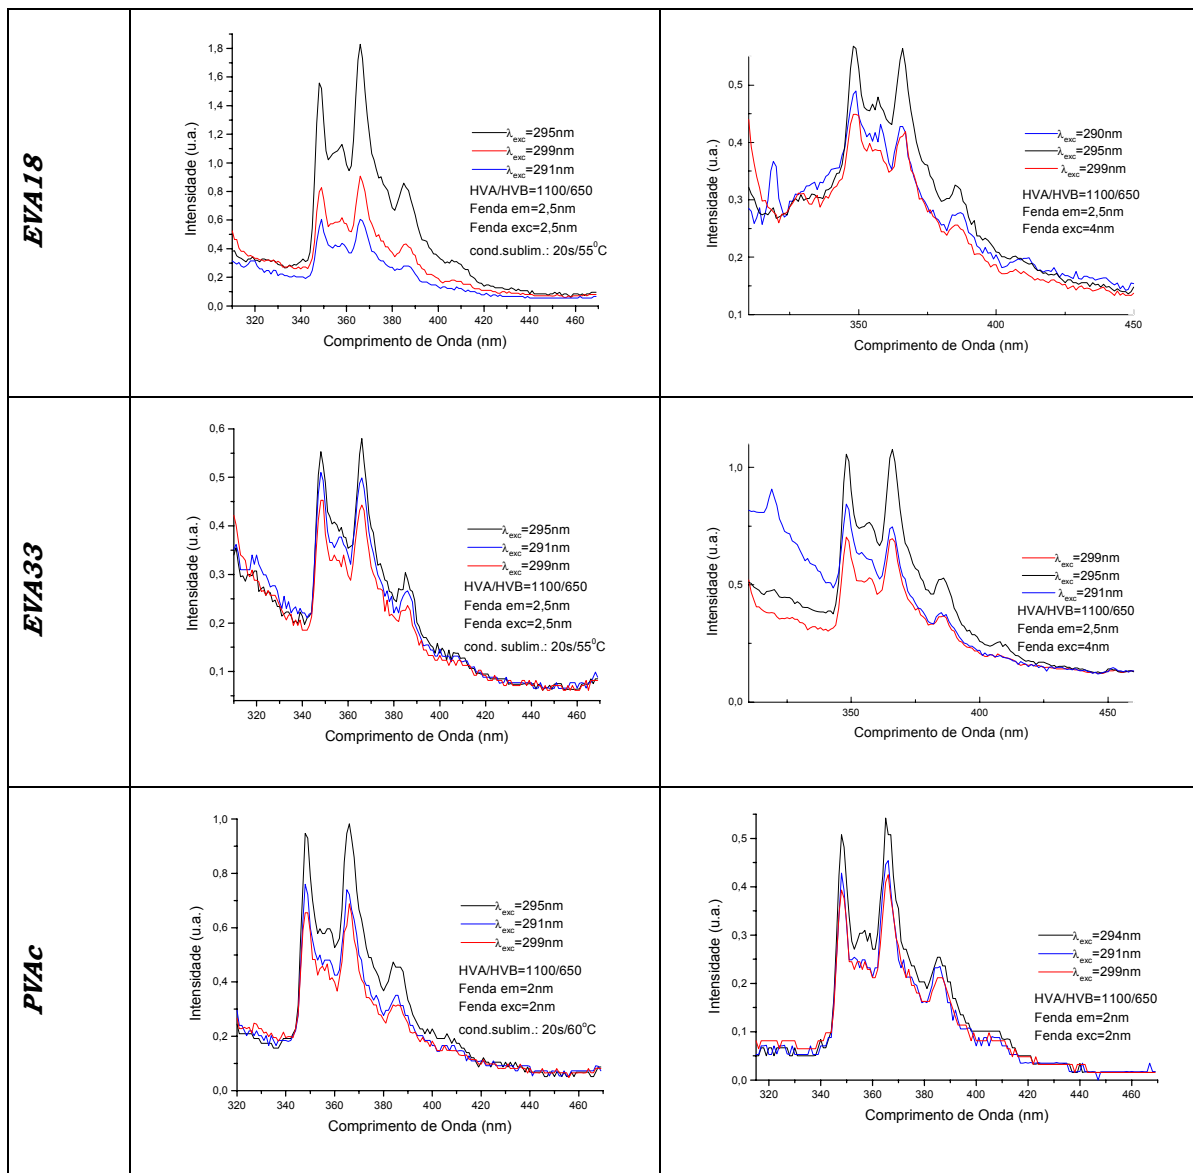 EVA18
Intensidade (u.a.)
1,8
1,6
1,4
1,2
1,0
0,8
0,6
0,4
0,2
0,0
320 340 360 380 400 420 440 460
Comprimento de Onda (nm)
λexc=295nm
λexc=299nm
λexc=291nm
HVA/HVB=1100/650
Fenda em=2,5nm
Fenda exc=2,5nm
cond.sublim.: 20s/55⁰C
Intensidade (u.a.)
0,5
0,4
0,3
0,2
0,1
350 400 450
Comprimento de Onda (nm)
λexc=290nm
λexc=295nm
λexc=299nm
HVA/HVB=1100/650
Fenda em=2,5nm
Fenda exc=4nm
EVA33
Intensidade (u.a.)
0,6
0,5
0,4
0,3
0,2
0,1
320 340 360 380 400 420 440 460
Comprimento de Onda (nm)
λexc=295nm
λexc=291nm
λexc=299nm
HVA/HVB=1100/650
Fenda em=2,5nm
Fenda exc=2,5nm
cond. sublim.: 20s/55⁰C
Intensidade (u.a.)
1,0
0,5
0,0
350 400 450
Comprimento de Onda (nm)
λexc=299nm
λexc=295nm
λexc=291nm
HVA/HVB=1100/650
Fenda em=2,5nm
Fenda exc=4nm
PVAc
Intensidade (u.a.)
1,0
0,8
0,6
0,4
0,2
0,0
320 340 360 380 400 420 440 460
Comprimento de Onda (nm)
λexc=295nm
λexc=291nm
λexc=299nm
HVA/HVB=1100/650
Fenda em=2nm
Fenda exc=2nm
cond.sublim.: 20s/60°C
Intensidade (u.a.)
0,5
0,4
0,3
0,2
0,1
0,0
320 340 360 380 400 420 440 460
Comprimento de Onda (nm)
λexc=294nm
λexc=291nm
λexc=299nm
HVA/HVB=1100/650
Fenda em=2nm
Fenda exc=2nm